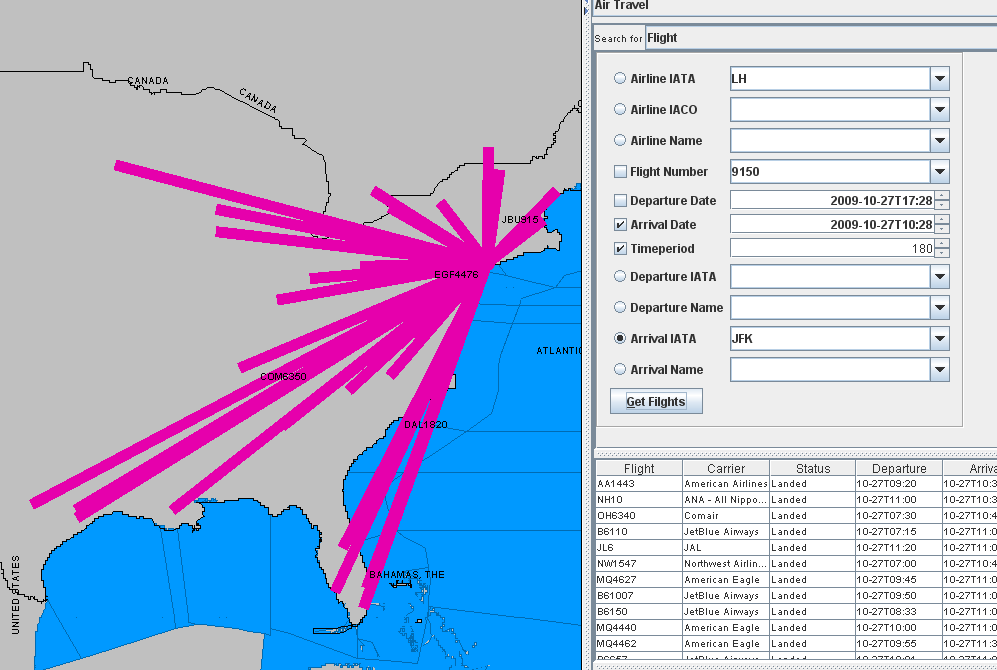 Air Travel
Search for Flight
Airline IATA LH
Airline IACO
Airline Name
Flight Number 9150
Departure Date 2009-10-27T17:28
Arrival Date 2009-10-27T10:28
Timeperiod 180
Departure IATA
Departure Name
Arrival IATA JFK
Arrival Name
Get Flights
Flight Carrier Status Departure Arriva
AA1443 American Airlines Landed 10-27T09:20 10-27T10:3
NH10 ANA - All Nippo... Landed 10-27T11:00 10-27T10:3
OH6340 Comair Landed 10-27T07:30 10-27T10:4
B6110 JetBlue Airways Landed 10-27T07:15 10-27T11:0
JL6 JAL Landed 10-27T11:20 10-27T11:0
NW1547 Northwest Airlin... Landed 10-27T07:00 10-27T10:4
MQ4627 American Eagle Landed 10-27T09:45 10-27T11:0
B61007 JetBlue Airways Landed 10-27T09:50 10-27T11:0
B6150 JetBlue Airways Landed 10-27T08:33 10-27T11:0
MQ4440 American Eagle Landed 10-27T10:00 10-27T11:0
MQ4462 American Eagle Landed 10-27T09:55 10-27T11:3
CANADA
CANADA
JBU815
EGF4476
ATLANTIC
COM6350
DAL1820
BAHAMAS, THE
UNITED STATES